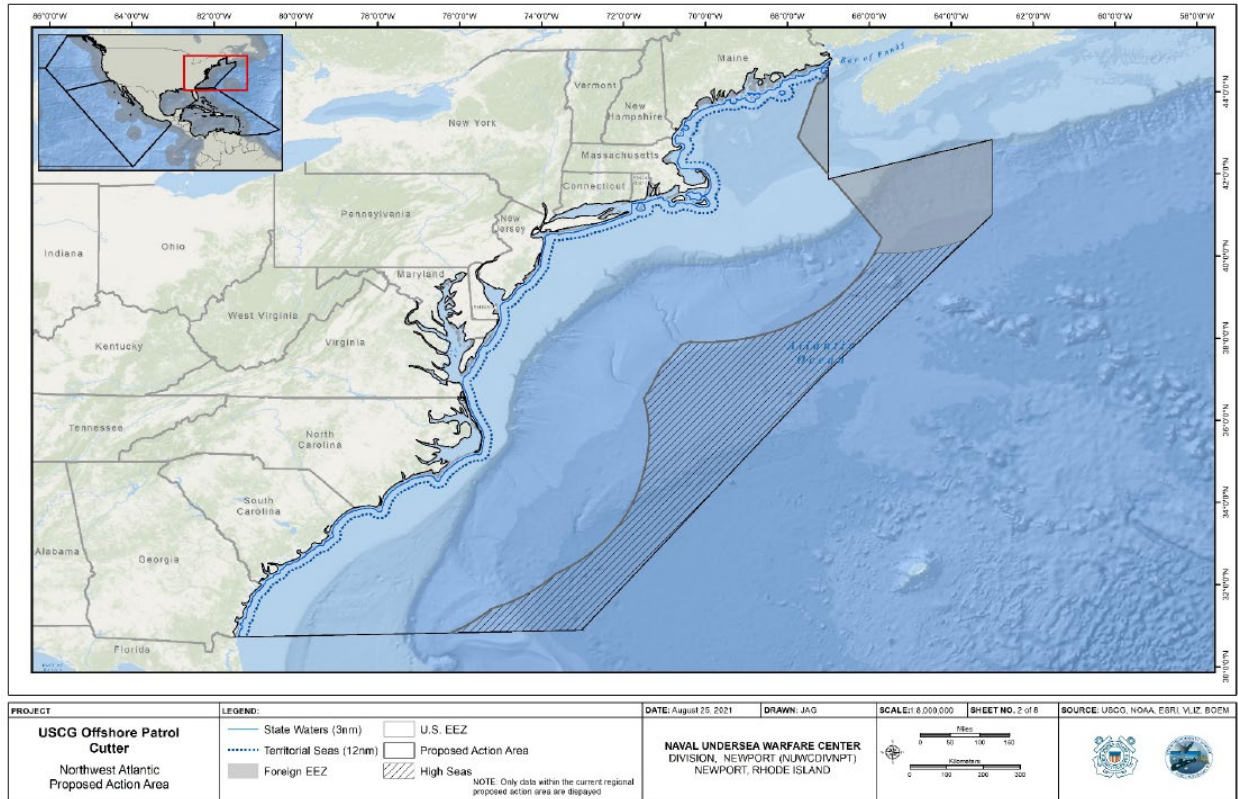 86°0'0"W 84°0'0"W 82°0'0"W 80°0'0"W 78°0'0"W 76°0'0"W 74°0'0"W 72°0'0"W 70°0'0"W 68°0'0"W 66°0'0"W 64°0'0"W 62°0'0"W 60°0'0"W 58°0'0"W
Maine
Bay of Fundy
44°0'0"N
Vermont
New
Hampshire
New York
Massachusetts
42°0'0"N
Connecticut
Pennsylvania
New
Jersey
Ohio
Indiana
40°0'0"N
Maryland
West Virginia
Virginia
Kentucky
Atlantic
Ocean
38°0'0"N
36°0'0"N
Tennessee
North
Carolina
South
Carolina
34°0'0"N
Alabama
Georgia
32°0'0"N
Florida
30°0'0"N
PROJECT
USCG Offshore Patrol
Cutter
Northwest Atlantic
Proposed Action Area
LEGEND:
State Waters (3nm)
Territorial Seas (12nm)
Foreign EEZ
U.S. EEZ
Proposed Action Area
High Seas
NOTE: Only data within the current regional
proposed action area are dispayed
DATE: August 25, 2021
DRAWN: JAG
NAVAL UNDERSEA WARFARE CENTER
DIVISION, NEWPORT (NUWCDIVNPT)
NEWPORT, RHODE ISLAND
SCALE:1:8,000,000
SHEET NO. 2 of 8
Miles
0 50 100 150
Kilometers
0 100 200 300
SOURCE: USCG, NOAA, ESRI, VLIZ, BOEM